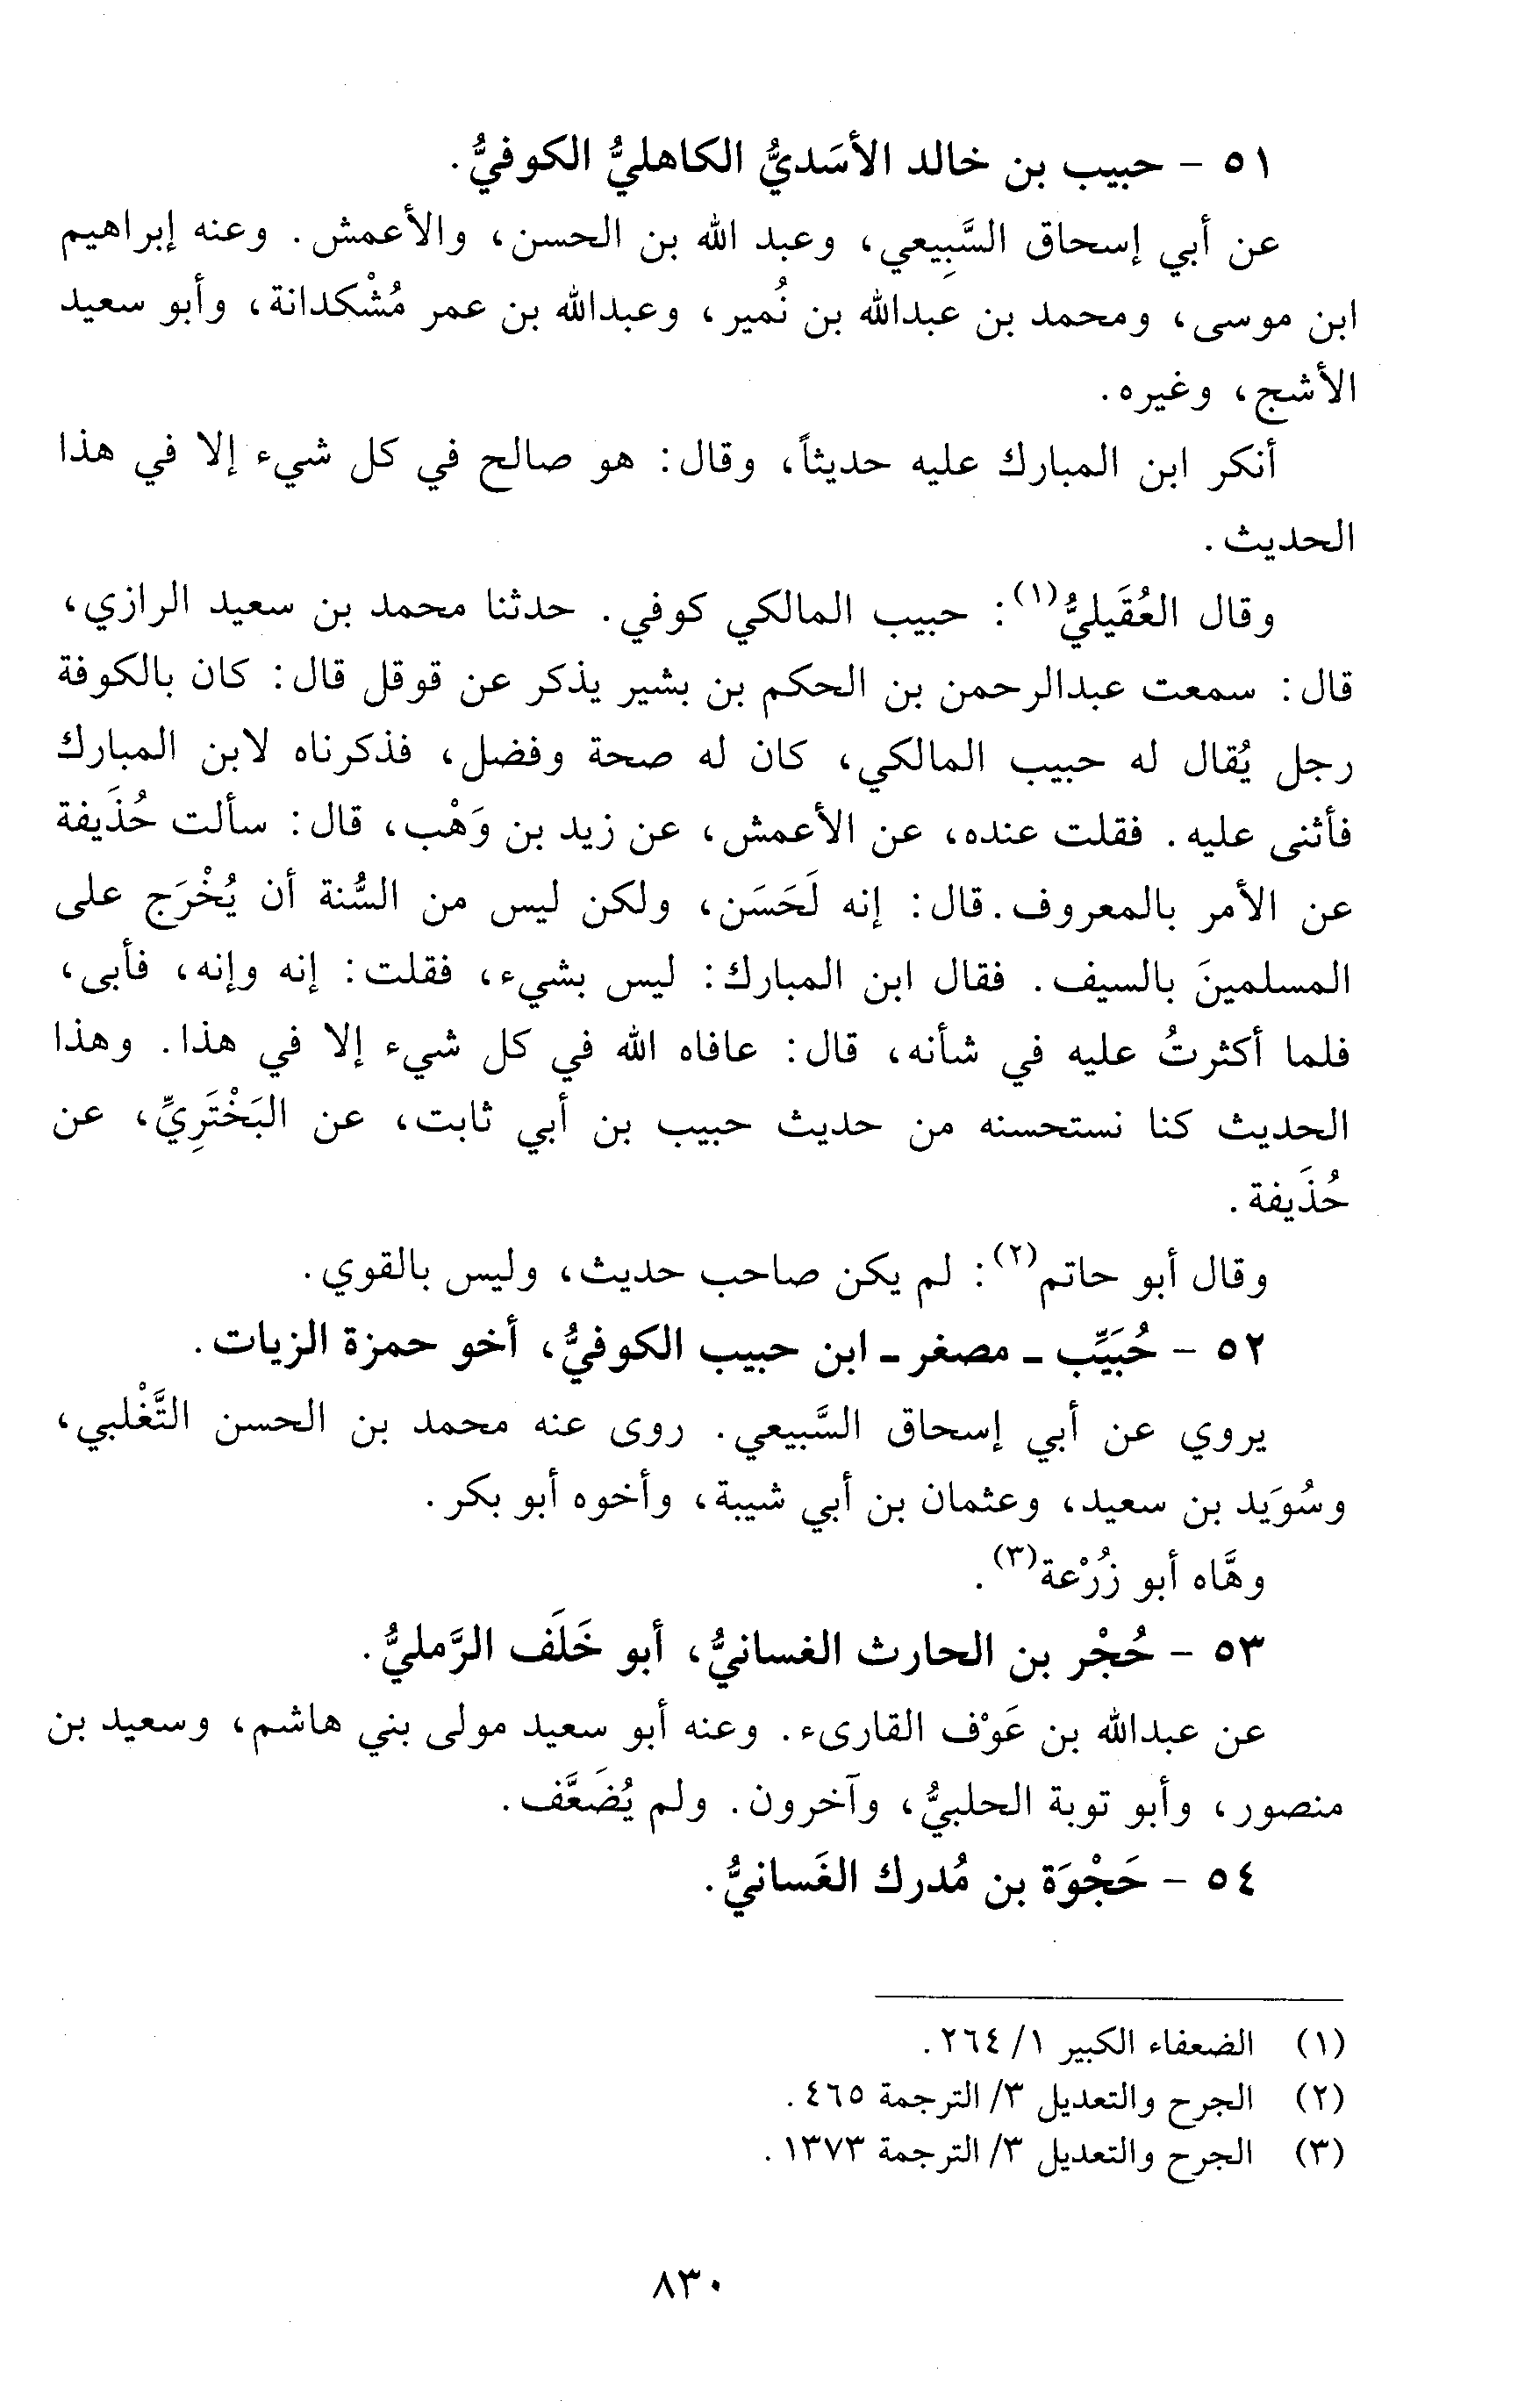 ٥١ - حبيب بن خالد الأسَديُّ الكاهليُّ الكوفيُّ.
عن أبي إسحاق السَّبِيعي، وعبد الله بن الحسن، والأعمش. وعنه إبراهيم
ابن موسى، ومحمد بن عبدالله بن نُمير، وعبدالله بن عمر مُشْكدانة، وأبو سعيد
الأشج، وغيره.
أنكر ابن المبارك عليه حديثاً، وقال: هو صالح في كل شيء إلا في هذا
الحديث.
وقال العُقَيليُّ(١): حبيب المالكي كوفي. حدثنا محمد بن سعيد الرازي،
قال: سمعت عبدالرحمن بن الحكم بن بشير يذكر عن قوقل قال: كان بالكوفة
رجل يُقال له حبيب المالكي، كان له صحة وفضل، فذكرناه لابن المبارك
فأثنى عليه. فقلت عنده، عن الأعمش، عن زيد بن وَهْب، قال: سألت حُذَيفة
عن الأمر بالمعروف. قال: إنه لَحَسَن، ولكن ليس من السُّنة أن يُخْرَج على
المسلمينَ بالسيف. فقال ابن المبارك: ليس بشيء، فقلت: إنه وإنه، فأبى،
فلما أكثرتُ عليه في شأنه، قال: عافاه الله في كل شيء إلا في هذا. وهذا
الحديث كنا نستحسنه من حديث حبيب بن أبي ثابت، عن البَخْتَرِيِّ، عن
حُذَيفة.
وقال أبو حاتم(٢): لم يكن صاحب حديث، وليس بالقوي.
٥٢ - حُبَيِّب ـ مصغر ـ ابن حبيب الكوفيُّ، أخو حمزة الزيات.
يروي عن أبي إسحاق السَّبيعي. روى عنه محمد بن الحسن التَّغْلبي،
وسُوَيد بن سعيد، وعثمان بن أبي شيبة، وأخوه أبو بكر.
وهَّاه أبو زُرْعة(٣).
٥٣ - حُجْر بن الحارث الغسانيُّ، أبو خَلَف الرَّمليُّ.
عن عبدالله بن عَوْف القارىء. وعنه أبو سعيد مولى بني هاشم، وسعيد بن
منصور، وأبو توبة الحلبيُّ، وآخرون. ولم يُضَعَّف.
٥٤ - حَجْوَة بن مُدرك الغَسانيُّ.
(١) الضعفاء الكبير ١/ ٢٦٤.
(٢) الجرح والتعديل ٣/ الترجمة ٤٦٥.
(٣) الجرح والتعديل ٣/ الترجمة ١٣٧٣.
٨٣٠